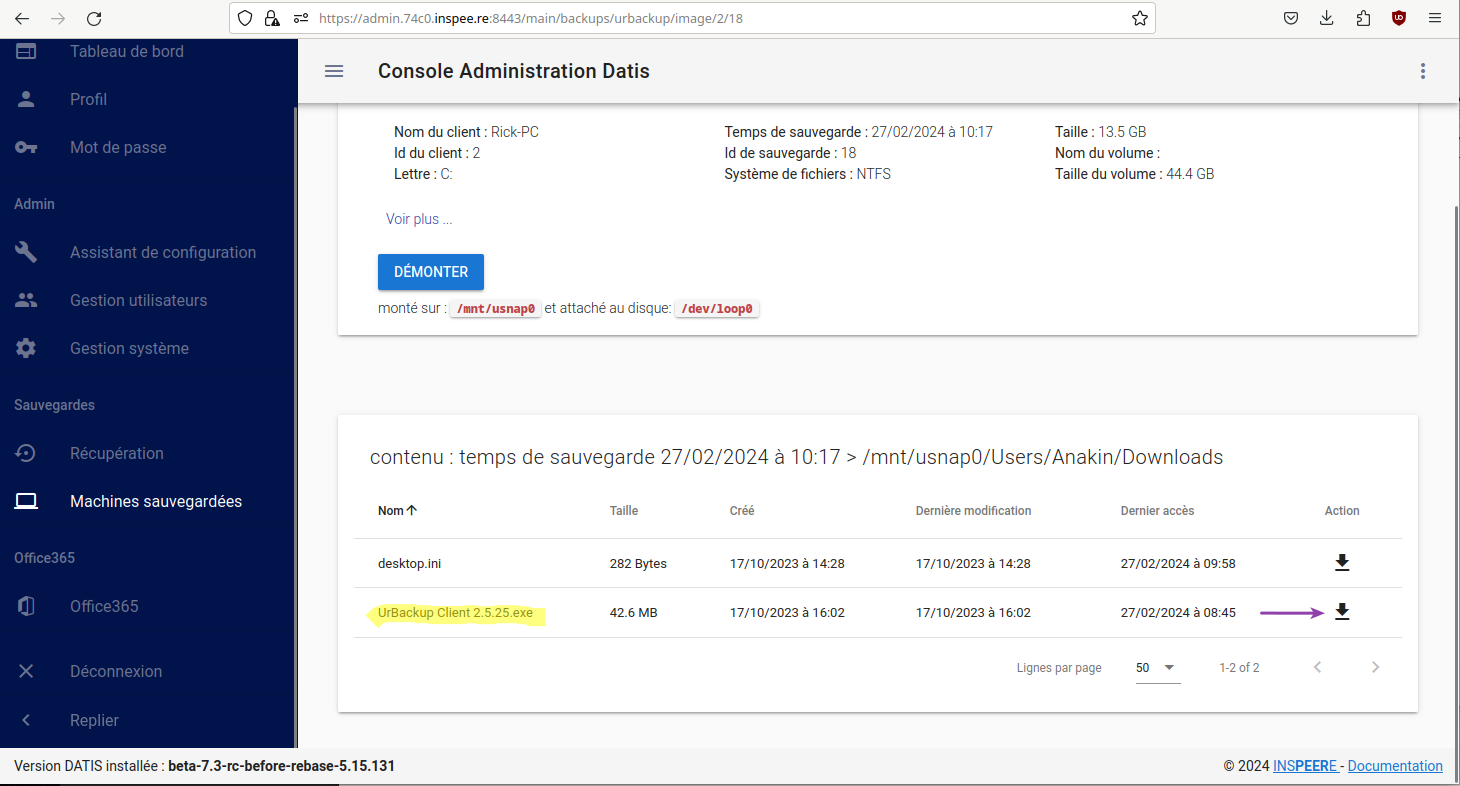 https://admin.74c0.inspee.re:8443/main/backups/urbackup/image/2/18
Tableau de bord
Profil
Mot de passe
Admin
Assistant de configuration
Gestion utilisateurs
Gestion système
Sauvegardes
Récupération
Machines sauvegardées
Office365
Office365
Déconnexion
Replier
Console Administration Datis
Nom du client : Rick-PC
Id du client : 2
Lettre : C:
Temps de sauvegarde : 27/02/2024 à 10:17
Id de sauvegarde : 18
Système de fichiers : NTFS
Taille : 13.5 GB
Nom du volume :
Taille du volume : 44.4 GB
Voir plus ...
DÉMONTER
monté sur : /mnt/usnap0 et attaché au disque: /dev/loop0
contenu : temps de sauvegarde 27/02/2024 à 10:17 > /mnt/usnap0/Users/Anakin/Downloads
Nom Taille Créé Dernière modification Dernier accès Action
desktop.ini 282 Bytes 17/10/2023 à 14:28 17/10/2023 à 14:28 27/02/2024 à 09:58
UrBackup Client 2.5.25.exe 42.6 MB 17/10/2023 à 16:02 17/10/2023 à 16:02 27/02/2024 à 08:45
Lignes par page 50 1-2 of 2
Version DATIS installée : beta-7.3-rc-before-rebase-5.15.131
© 2024 INSPEERE - Documentation